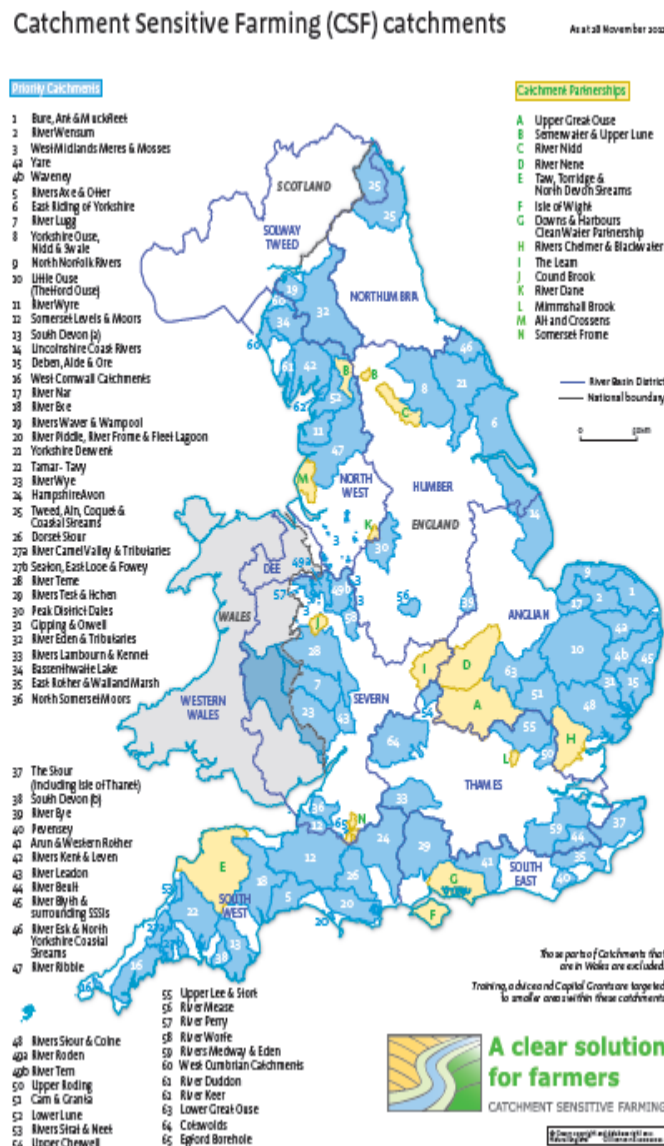 Catchment Sensitive Farming (CSF) catchments
As at 28 November
Priority Catchments
1 Bure, Ant & Muckfleet
2 River Wensum
3 West Midlands Meres & Mosses
4a Yare
4b Waveney
5 Rivers Axe & Otter
6 East Riding of Yorkshire
7 River Lugg
8 Yorkshire Ouse,
Nidd & Swale
9 North Norfolk Rivers
10 Little Ouse
(Thetford Ouse)
11 River Wyre
12 Somerset Levels & Moors
13 South Devon (a)
14 Lincolnshire Coast Rivers
15 Deben, Alde & Ore
16 West Cornwall Catchments
17 River Nar
18 River Exe
19 Rivers Waver & Wampool
20 River Piddle, River Frome & Fleet Lagoon
21 Yorkshire Derwent
22 Tamar-Tavy
23 River Wye
24 Hampshire Avon
25 Tweed, Aln, Coquet &
Coastal Streams
26 Dorset Stour
27a River Camel Valley & Tributaries
27b Seaton, East Looe & Fowey
28 River Teme
29 Rivers Test & Itchen
30 Peak District Dales
31 Gipping & Orwell
32 River Eden & Tributaries
33 Rivers Lambourn & Kennet
34 Bassenthwaite Lake
35 East Rother & Walland Marsh
36 North Somerset Moors
37 The Stour
(including Isle of Thanet)
38 South Devon (b)
39 River Eye
40 Pevensey
41 Arun & Western Rother
42 Rivers Kent & Leven
43 River Leadon
44 River Beult
45 River Blyth &
surrounding SSSIs
46 River Esk & North
Yorkshire Coastal
Streams
47 River Ribble
48 Rivers Stour & Colne
49a River Roden
49b River Tern
50 Upper Roding
51 Cam & Granta
52 Lower Lune
53 Rivers Strat & Neet
54 Upper Cherwell
55 Upper Lee & Stort
56 River Mease
57 River Perry
58 River Worfe
59 Rivers Medway & Eden
60 West Cumbrian Catchments
61 River Duddon
62 River Keer
63 Lower Great Ouse
64 Cotswolds
65 Egford Borehole
Catchment Partnerships
A Upper Great Ouse
B Semerwater & Upper Lune
C River Nidd
D River Nene
E Taw, Torridge &
North Devon Streams
F Isle of Wight
G Downs & Harbours
Clean Water Partnership
H Rivers Chelmer & Blackwater
I The Leam
J Cound Brook
K River Dane
L Mimmshall Brook
M Alt and Crossens
N Somerset Frome
River Basin District
National boundary
0
SCOTLAND
SOLWAY
TWEED
NORTHUMBRIA
NORTH
WEST
HUMBER
ENGLAND
DEE
WALES
WESTERN
WALES
SEVERN
ANGLIAN
THAMES
SOUTH
EAST
SOUTH
WEST
Those parts of Catchments that
are in Wales are excluded
Training, advice and Capital Grants are targeted
to smaller areas within these catchments
A clear solution
for farmers
CATCHMENT SENSITIVE FARMING